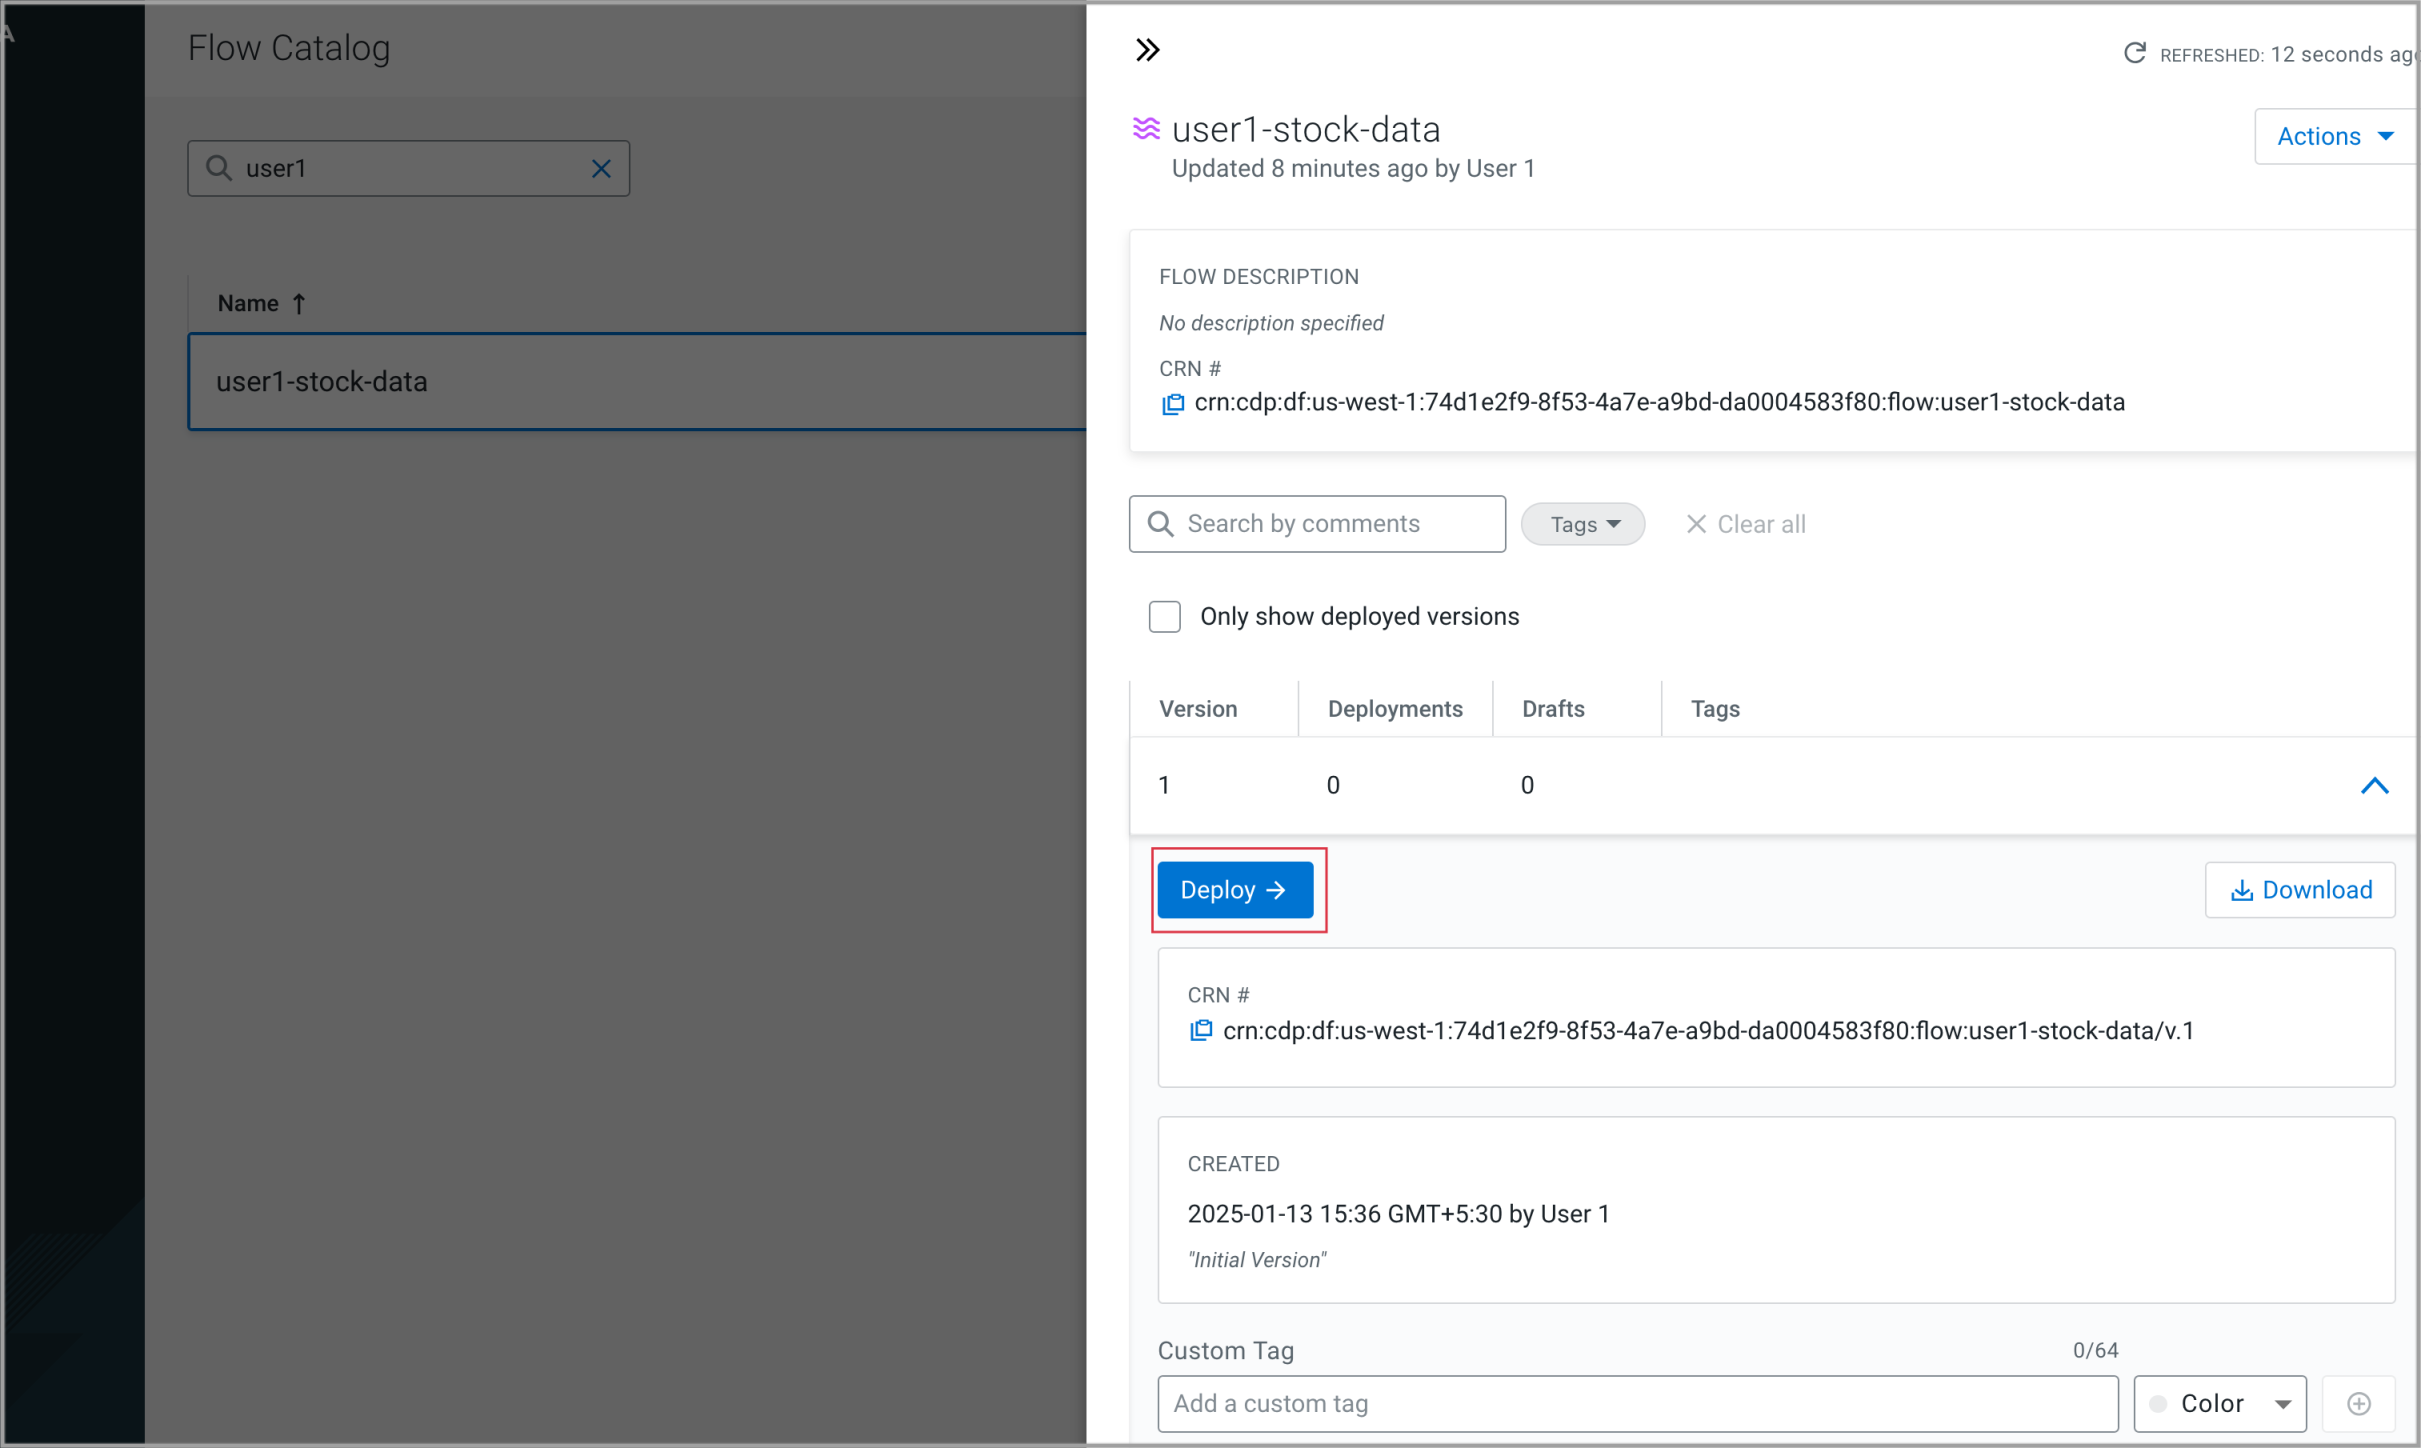 A
Flow Catalog
user1
Name
user1-stock-data
REFRESHED: 12 seconds ago
user1-stock-data
Updated 8 minutes ago by User 1
Actions
FLOW DESCRIPTION
No description specified
CRN #
crn:cdp:df:us-west-1:74d1e2f9-8f53-4a7e-a9bd-da0004583f80:flow:user1-stock-data
Search by comments
Tags
Clear all
Only show deployed versions
Version Deployments Drafts Tags
1 0 0
Deploy
Download
CRN #
crn:cdp:df:us-west-1:74d1e2f9-8f53-4a7e-a9bd-da0004583f80:flow:user1-stock-data/v.1
CREATED
2025-01-13 15:36 GMT+5:30 by User 1
"Initial Version"
Custom Tag 0/64
Add a custom tag
Color